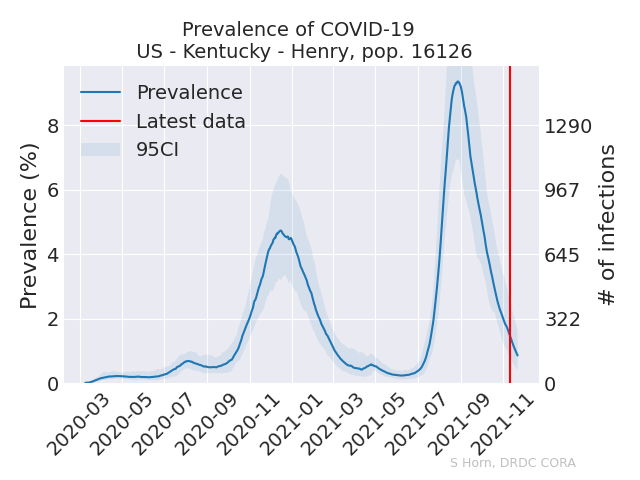 Prevalence of COVID-19
US - Kentucky - Henry, pop. 16126
Prevalence
Latest data
95CI
Prevalence (%)
8
6
4
2
0
# of infections
1290
967
645
322
0
2020-03
2020-05
2020-07
2020-09
2020-11
2021-01
2021-03
2021-05
2021-07
2021-09
2021-11
S Horn, DRDC CORA